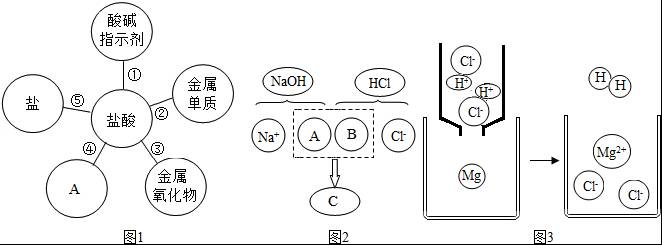 酸碱
指示剂
①
⑤
盐
金属
单质
②
盐酸
④
③
A
金属
氧化物
图1
NaOH
HCl
Na⁺
A
B
Cl⁻
C
图2
Cl⁻
H⁺
H⁺
Cl⁻
Mg
H
H
Mg²⁺
Cl⁻
Cl⁻
图3